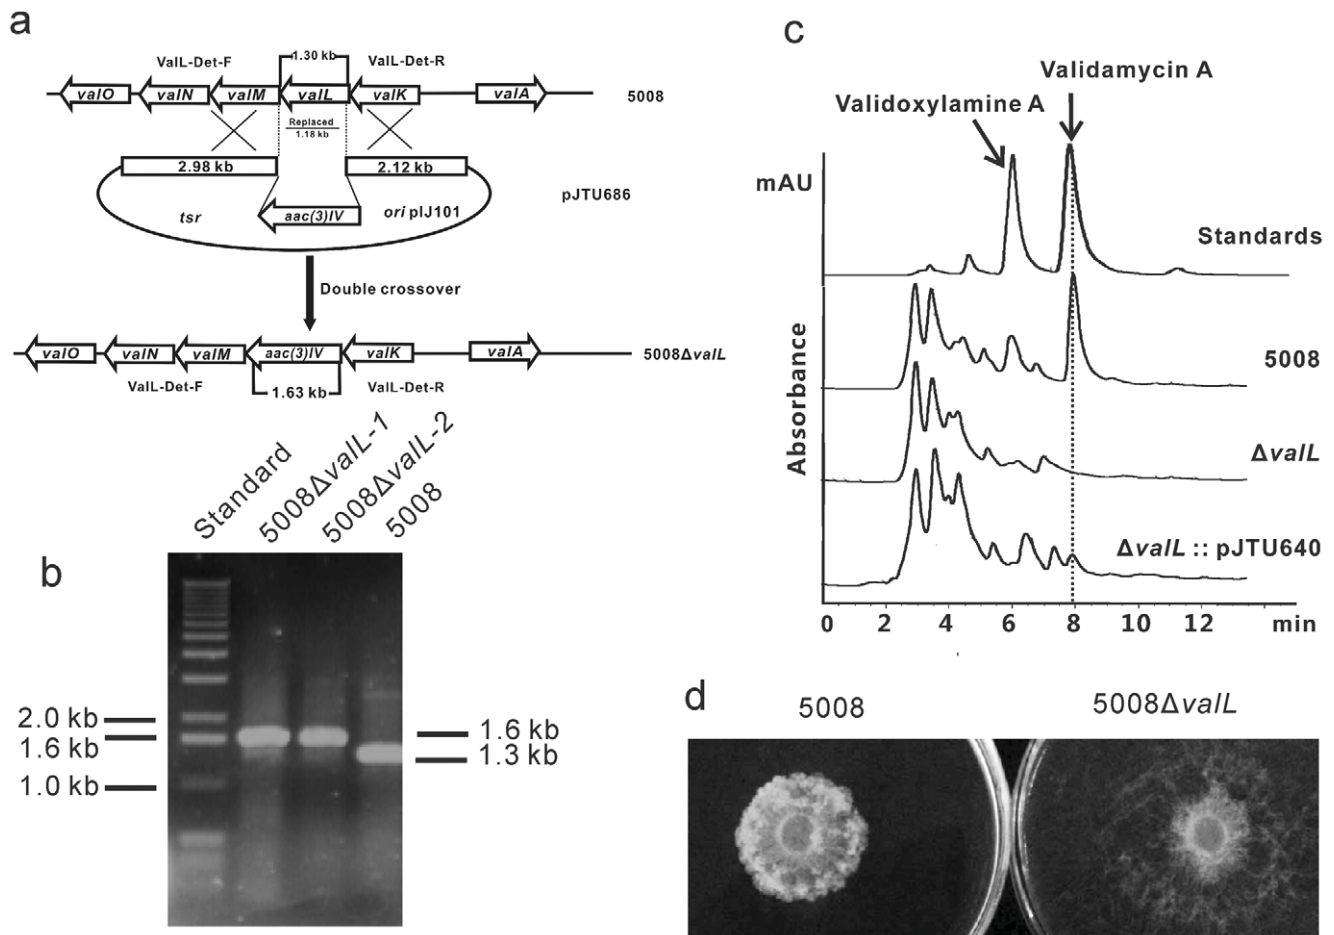 a
1.30 kb
ValL-Det-F
ValL-Det-R
valO valN valM valL valK valA
5008
Replaced
1.18 kb
2.98 kb
2.12 kb
pJTU686
tsr
aac(3)IV
ori pIJ101
Double crossover
valO valN valM aac(3)IV valK valA
5008ΔvalL
ValL-Det-F
ValL-Det-R
1.63 kb
b
Standard
5008ΔvalL-1
5008ΔvalL-2
5008
2.0 kb
1.6 kb
1.0 kb
1.6 kb
1.3 kb
c
Validamycin A
Validoxylamine A
mAU
Standards
5008
ΔvalL
ΔvalL :: pJTU640
Absorbance
0 2 4 6 8 10 12 min
d
5008
5008ΔvalL